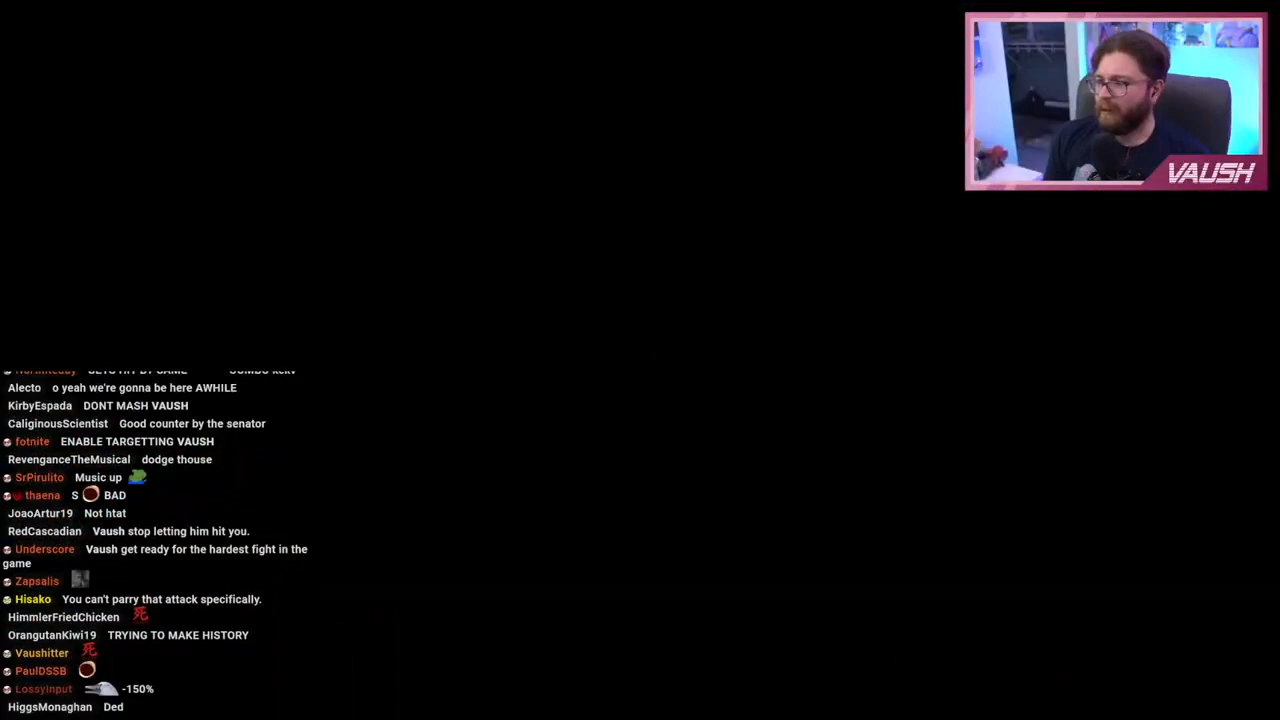 VAUSH
Alecto o yeah we're gonna be here AWHILE
KirbyEspada DONT MASH VAUSH
CaliginousScientist Good counter by the senator
fotnite ENABLE TARGETTING VAUSH
RevenganceTheMusical dodge thouse
SrPirulito Music up
thaena S BAD
JoaoArtur19 Not htat
RedCascadian Vaush stop letting him hit you.
Underscore Vaush get ready for the hardest fight in the
game
Zapsalis
Hisako You can't parry that attack specifically.
HimmlerFriedChicken 死
OrangutanKiwi19 TRYING TO MAKE HISTORY
Vaushitter 死
PaulDSSB
LossyInput -150%
HiggsMonaghan Ded